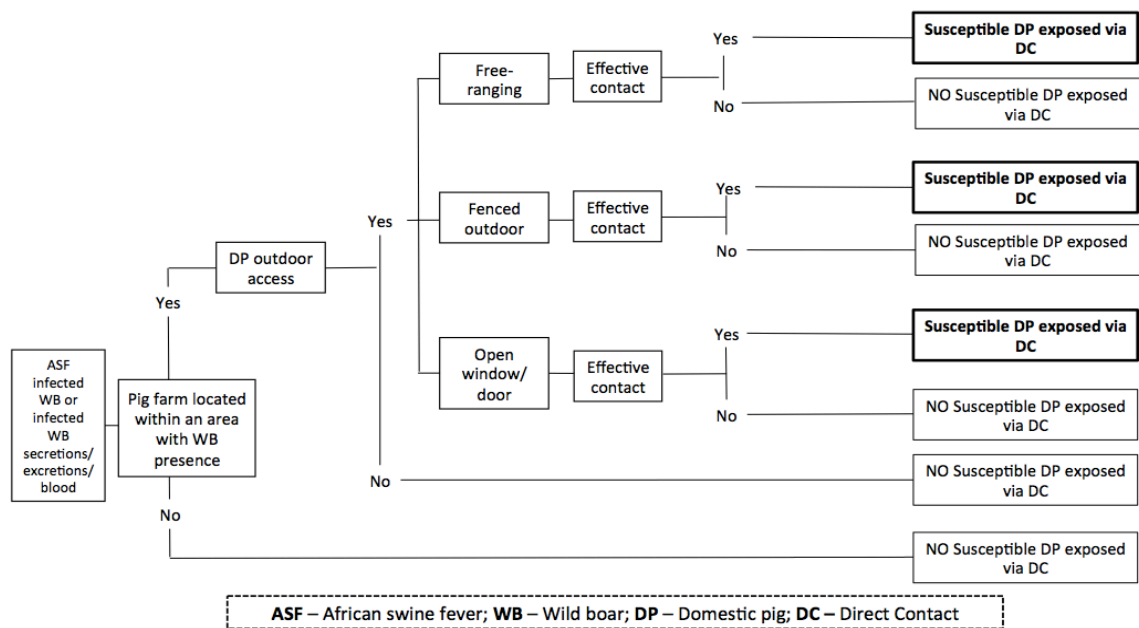 Yes
Susceptible DP exposed via
DC
Free-
ranging
Effective
contact
No
NO Susceptible DP exposed
via DC
Yes
Susceptible DP exposed via
DC
Yes
Fenced
outdoor
Effective
contact
No
NO Susceptible DP exposed
via DC
DP outdoor
access
Yes
Yes
Susceptible DP exposed via
DC
Open
window/
door
Effective
contact
No
NO Susceptible DP exposed
via DC
ASF
infected
WB or
infected
WB
secretions/
excretions/
blood
Pig farm located
within an area
with WB
presence
No
NO Susceptible DP exposed
via DC
No
NO Susceptible DP exposed
via DC
ASF – African swine fever; WB – Wild boar; DP – Domestic pig; DC – Direct Contact